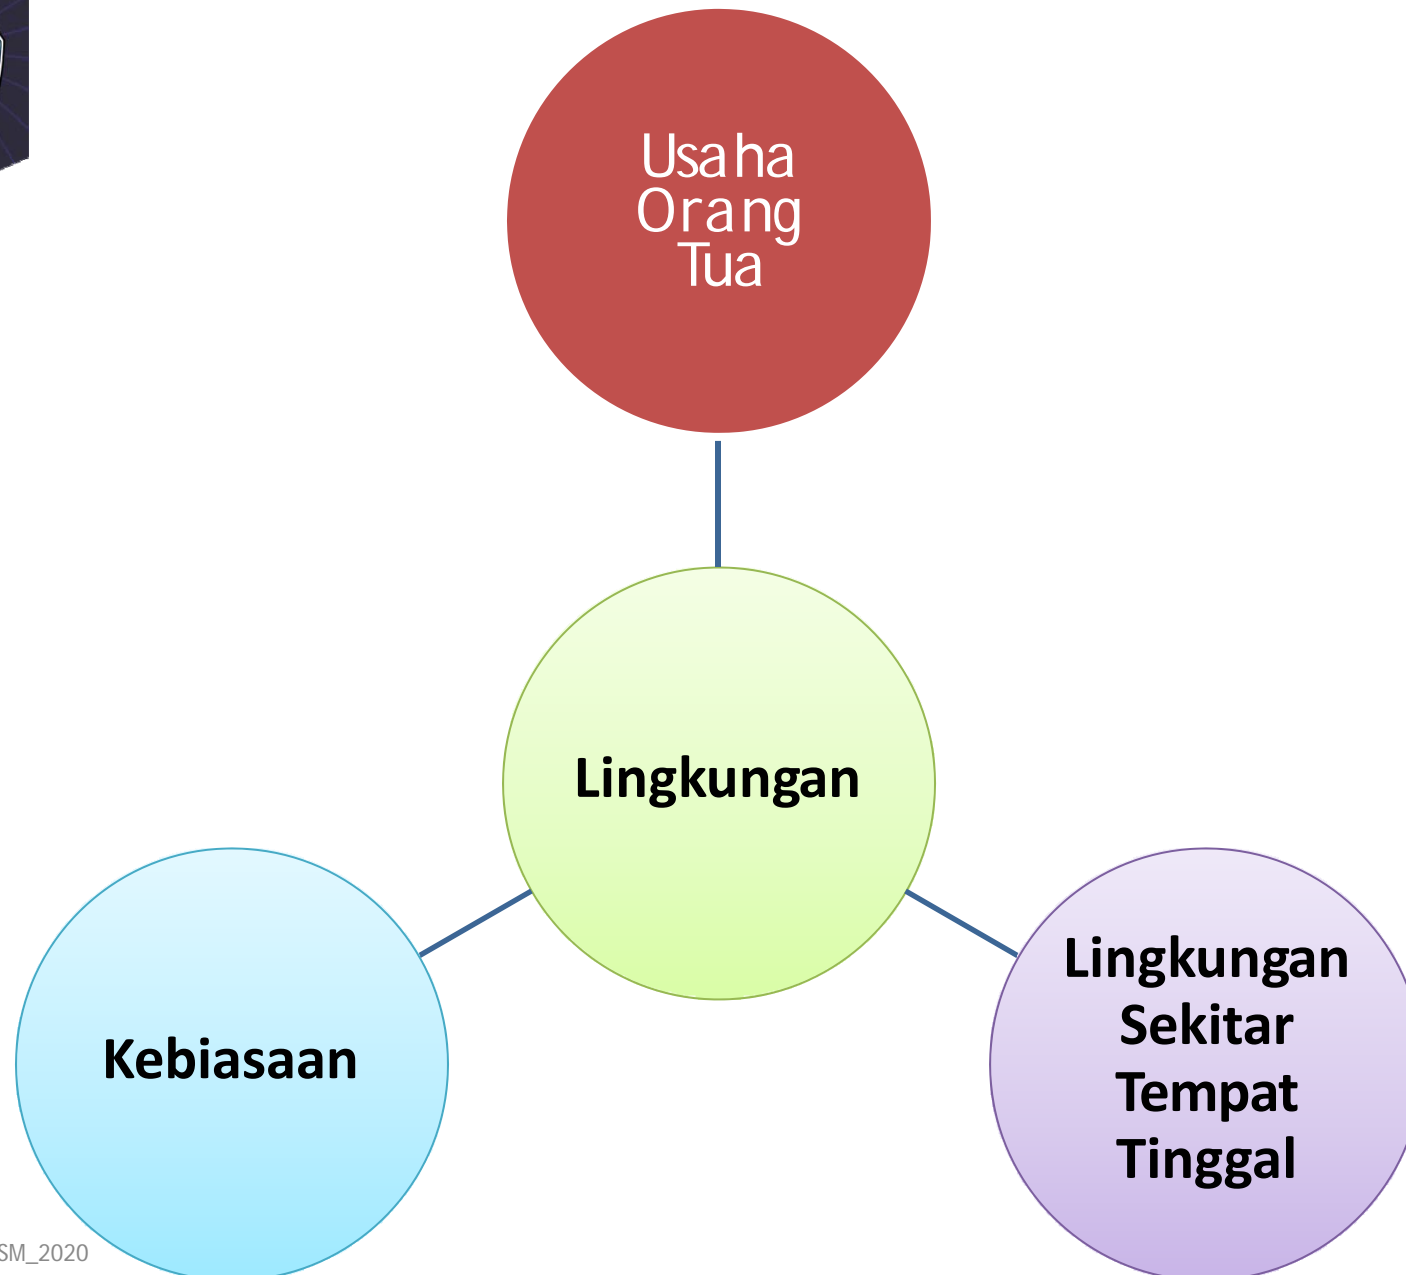 Usaha
Orang
Tua
Lingkungan
Kebiasaan
Lingkungan
Sekitar
Tempat
Tinggal
SM_2020